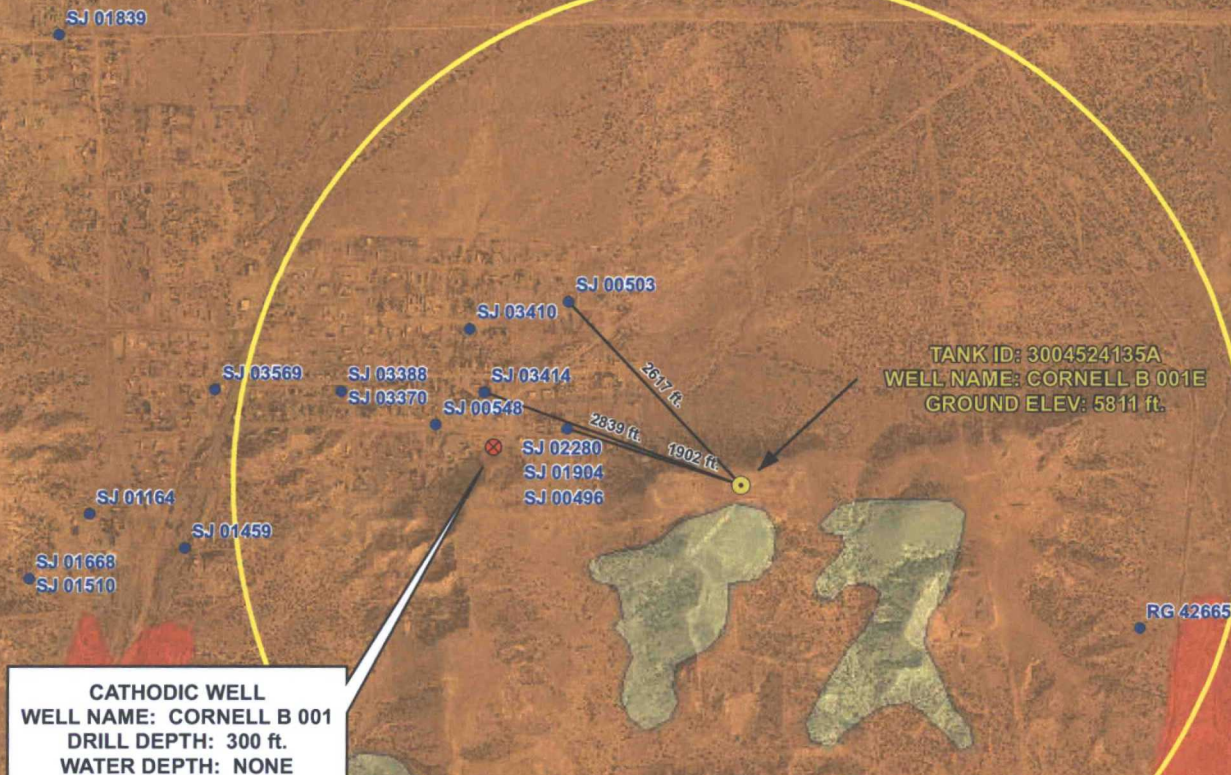 SJ 01839
SJ 00503
SJ 03410
TANK ID: 3004524135A
WELL NAME: CORNELL B 001E
GROUND ELEV: 5811 ft.
2617 ft.
SJ 03569
SJ 03388
SJ 03370
SJ 03414
SJ 00548
2839 ft.
1902 ft.
SJ 02280
SJ 01904
SJ 00496
SJ 01164
SJ 01459
SJ 01668
SJ 01510
RG 42665
CATHODIC WELL
WELL NAME: CORNELL B 001
DRILL DEPTH: 300 ft.
WATER DEPTH: NONE